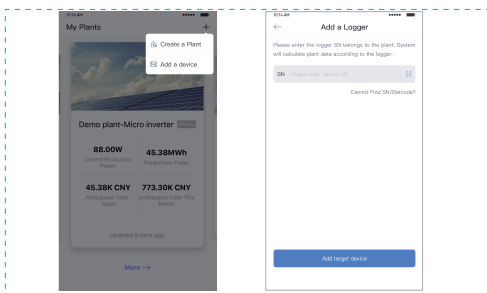 10:14 AM
My Plants
+
Create a Plant
Add a device
Demo plant-Micro inverter
88.00W
Current Production Power
45.38MWh
Production-Today
45.38K CNY
Anticipated Yield-Today
773.30K CNY
Anticipated Yield-This Month
Updated 8 mins ago
More →
10:14 AM
← Add a Logger
Please enter the logger SN belongs to the plant. System
will calculate plant data according to the logger.
SN Please enter device SN
Cannot Find SN/Barcode?
Add target device